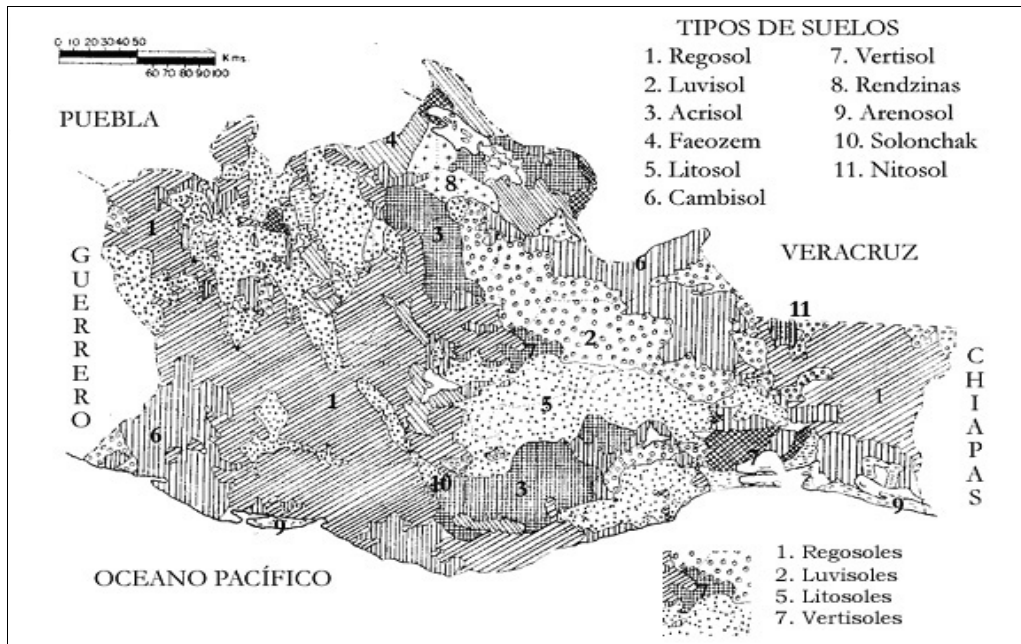 0 10 20 30 40 50
Kms.
60 70 80 90 100
TIPOS DE SUELOS
1. Regosol
2. Luvisol
3. Acrisol
4. Faeozem
5. Litosol
6. Cambisol
7. Vertisol
8. Rendzinas
9. Arenosol
10. Solonchak
11. Nitosol
PUEBLA
4
8
1
3
6
VERACRUZ
GUERRERO
11
7
2
CHIAPAS
1
5
1
6
10
3
9
9
OCEANO PACÍFICO
7
1. Regosoles
2. Luvisoles
5. Litosoles
7. Vertisoles